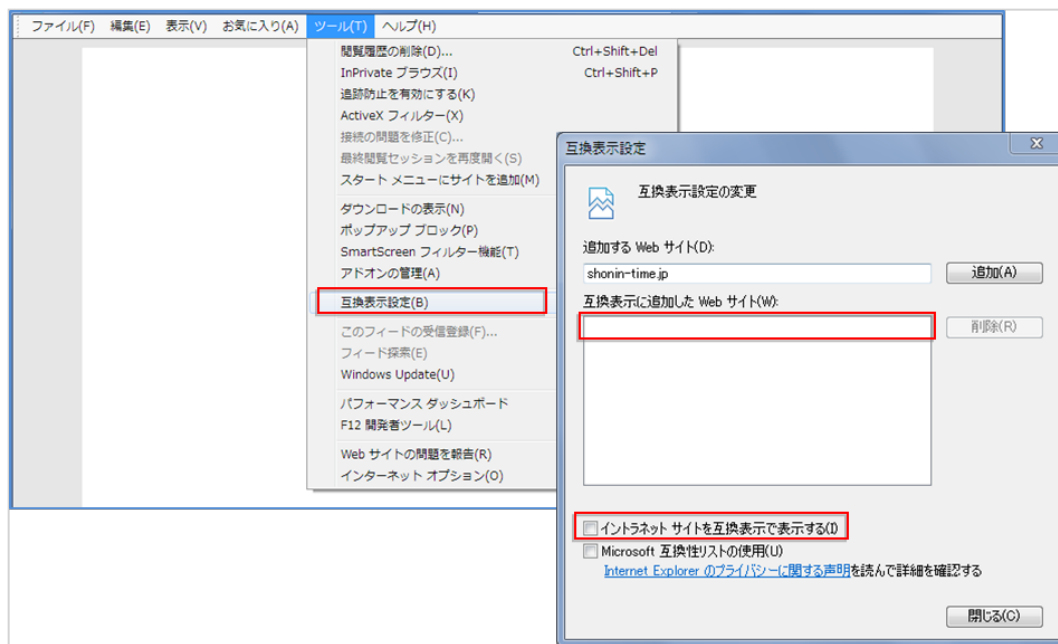 ファイル(F) 編集(E) 表示(V) お気に入り(A) ツール(T) ヘルプ(H)
閲覧履歴の削除(D)... Ctrl+Shift+Del
InPrivate ブラウズ(I) Ctrl+Shift+P
追跡防止を有効にする(K)
ActiveX フィルター(X)
接続の問題を修正(C)...
最終閲覧セッションを再度開く(S)
スタート メニューにサイトを追加(M)
ダウンロードの表示(N)
ポップアップ ブロック(P)
SmartScreen フィルター機能(T)
アドオンの管理(A)
互換表示設定(B)
このフィードの受信登録(F)...
フィード探索(E)
Windows Update(U)
パフォーマンス ダッシュボード
F12 開発者ツール(L)
Web サイトの問題を報告(R)
インターネット オプション(O)
互換表示設定
互換表示設定の変更
追加する Web サイト(D):
shonin-time.jp 追加(A)
互換表示に追加した Web サイト(W):
削除(R)
イントラネット サイトを互換表示で表示する(I)
Microsoft 互換性リストの使用(U)
Internet Explorer のプライバシーに関する声明を読んで詳細を確認する
閉じる(C)